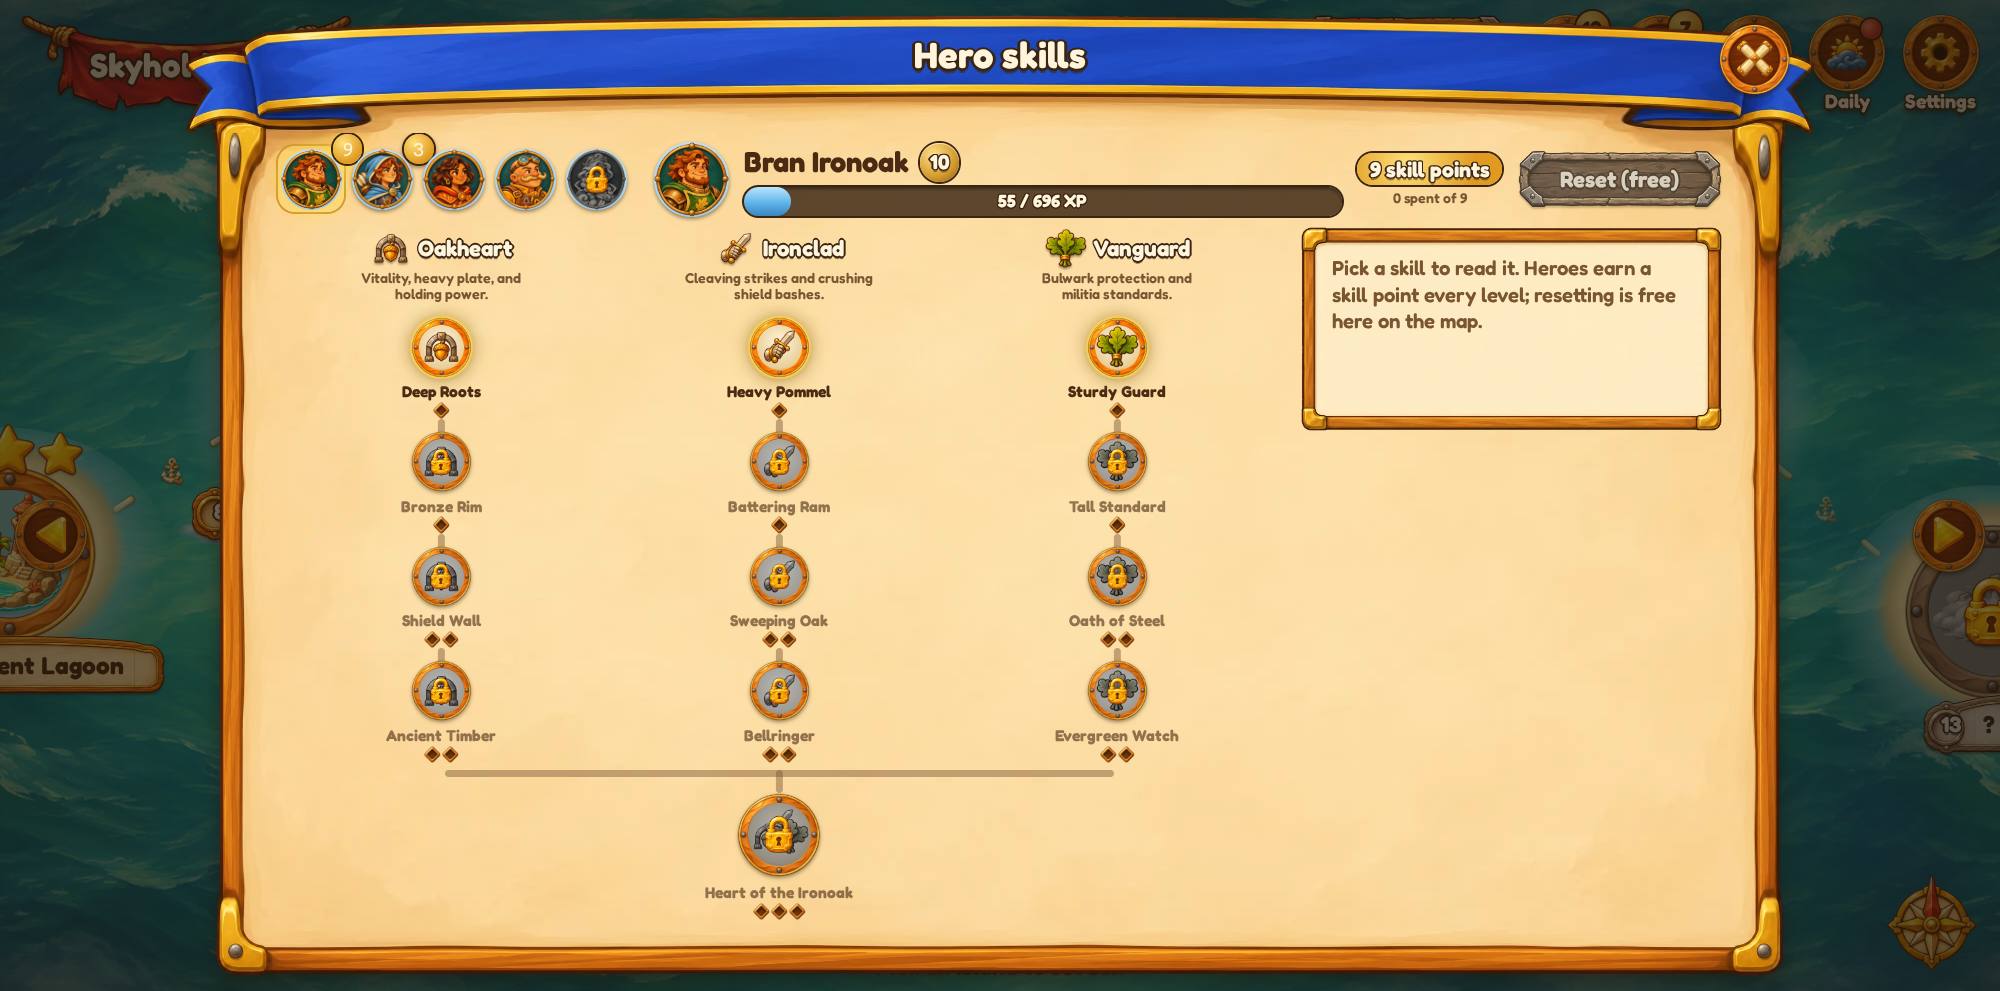 Hero skills
Daily
Settings
9
3
Bran Ironoak
10
55 / 696 XP
9 skill points
0 spent of 9
Reset (free)
Oakheart
Vitality, heavy plate, and
holding power.
Ironclad
Cleaving strikes and crushing
shield bashes.
Vanguard
Bulwark protection and
militia standards.
Pick a skill to read it. Heroes earn a
skill point every level; resetting is free
here on the map.
Deep Roots
Heavy Pommel
Sturdy Guard
Bronze Rim
Battering Ram
Tall Standard
Shield Wall
Sweeping Oak
Oath of Steel
Ancient Timber
Bellringer
Evergreen Watch
Heart of the Ironoak
Lagoon
13
?